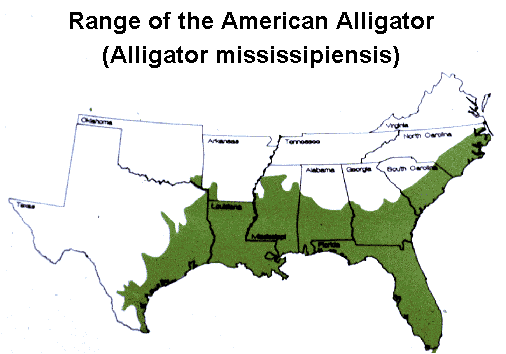 Range of the American Alligator
(Alligator mississipiensis)
Oklahoma
Virginia
Arkansas
Tennessee
North Carolina
Alabama
Georgia
South Carolina
Texas
Louisiana
Mississippi
Florida